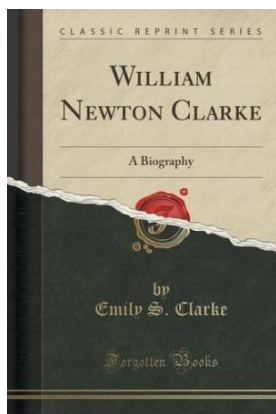 CLASSIC REPRINT SERIES
WILLIAM
NEWTON CLARKE
A Biography
by
Emily S. Clarke
Forgotten Books